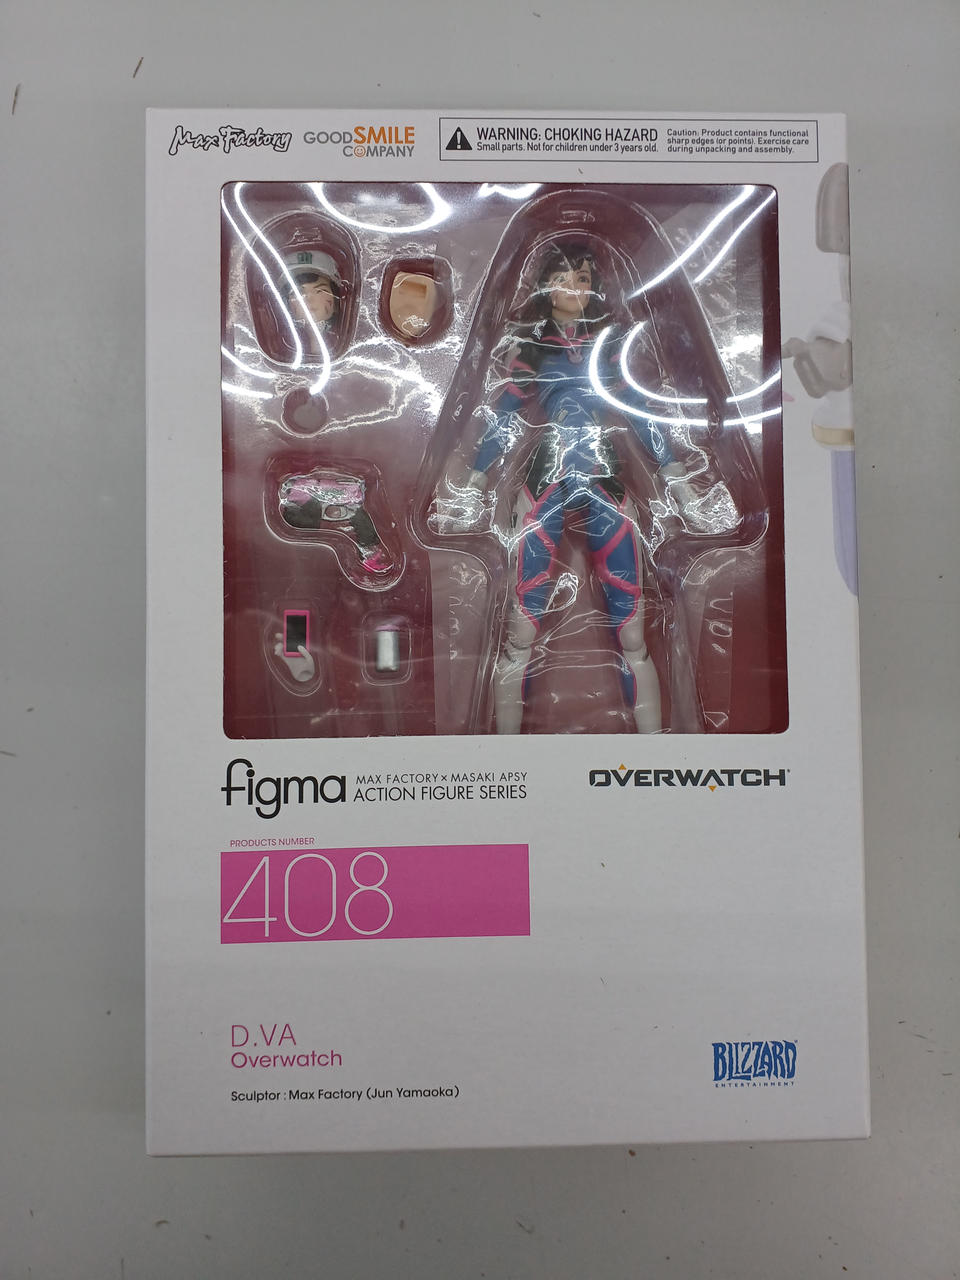 Max Factory
GOODSMILE
COMPANY
WARNING: CHOKING HAZARD
Small parts. Not for children under 3 years old.
Caution: Product contains functional
sharp edges (or points). Exercise care
during unpacking and assembly.
figma
MAX FACTORY × MASAKI APSY
ACTION FIGURE SERIES
OVERWATCH
PRODUCTS NUMBER
408
D.VA
Overwatch
Sculptor : Max Factory (Jun Yamaoka)
BLIZZARD
ENTERTAINMENT